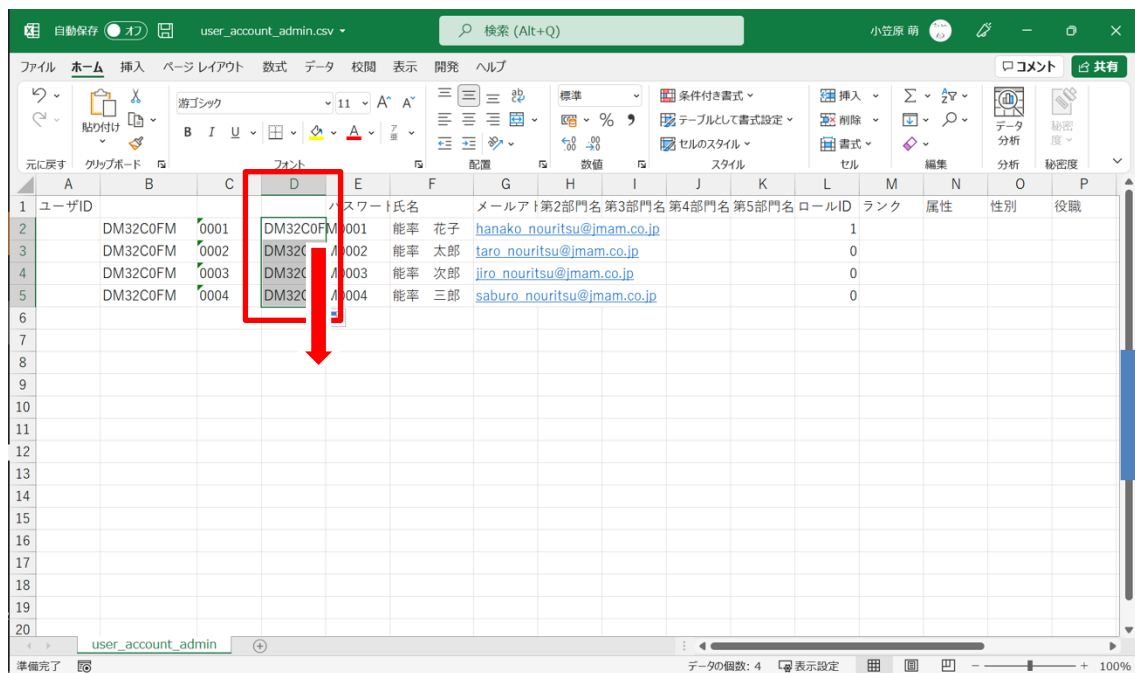 自動保存 オフ user_account_admin.csv 検索 (Alt+Q) 小笠原 萌
ファイル ホーム 挿入 ページ レイアウト 数式 データ 校閲 表示 開発 ヘルプ コメント 共有
游ゴシック 11 A A 標準 条件付き書式 挿入 Σ
貼り付け B I U A ア亜 % 9 テーブルとして書式設定 削除 データ分析 秘密度
セルのスタイル 書式
元に戻す クリップボード フォント 配置 数値 スタイル セル 編集 分析 秘密度
A B C D E F G H I J K L M N O P
1 ユーザID パスワート 氏名 メールアト 第2部門名 第3部門名 第4部門名 第5部門名 ロールID ランク 属性 性別 役職
2 DM32C0FM 0001 DM32C0FM0001 能率 花子 hanako_nouritsu@jmam.co.jp 1
3 DM32C0FM 0002 DM32C M0002 能率 太郎 taro_nouritsu@jmam.co.jp 0
4 DM32C0FM 0003 DM32C M0003 能率 次郎 jiro_nouritsu@jmam.co.jp 0
5 DM32C0FM 0004 DM32C M0004 能率 三郎 saburo_nouritsu@jmam.co.jp 0
6
7
8
9
10
11
12
13
14
15
16
17
18
19
20
user_account_admin
準備完了 データの個数: 4 表示設定 100%